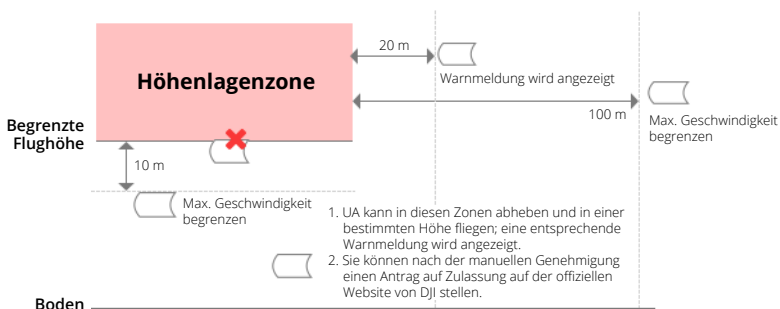 20 m
Höhenlagenzone
Warnmeldung wird angezeigt
100 m
Max. Geschwindigkeit
begrenzen
Begrenzte
Flughöhe
10 m
Max. Geschwindigkeit
begrenzen
1. UA kann in diesen Zonen abheben und in einer
bestimmten Höhe fliegen; eine entsprechende
Warnmeldung wird angezeigt.
2. Sie können nach der manuellen Genehmigung
einen Antrag auf Zulassung auf der offiziellen
Website von DJI stellen.
Boden